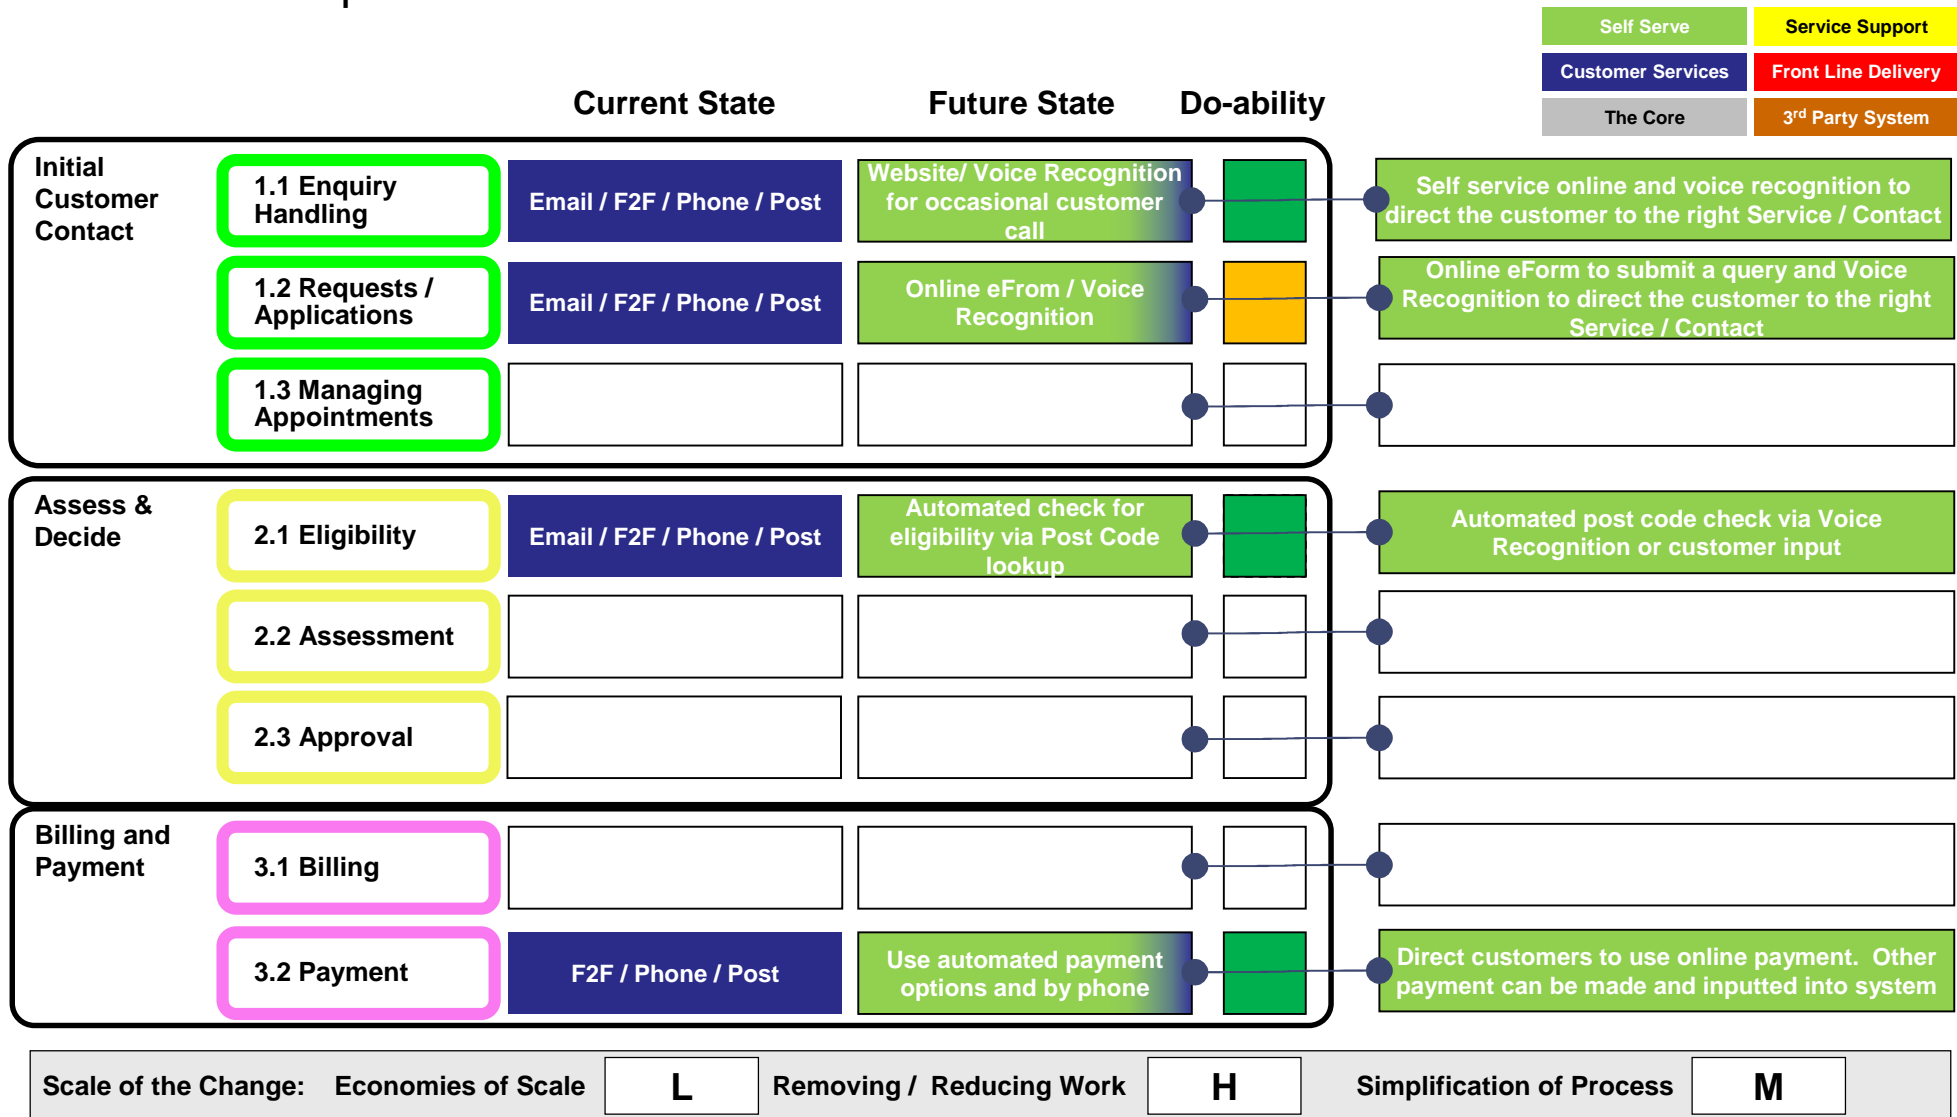 Self Serve
Service Support
Customer Services
Front Line Delivery
The Core
3rd Party System
Current State
Future State
Do-ability
Initial
Customer
Contact
1.1 Enquiry
Handling
Email / F2F / Phone / Post
Website/ Voice Recognition
for occasional customer
call
Self service online and voice recognition to
direct the customer to the right Service / Contact
1.2 Requests /
Applications
Email / F2F / Phone / Post
Online eFrom / Voice
Recognition
Online eForm to submit a query and Voice
Recognition to direct the customer to the right
Service / Contact
1.3 Managing
Appointments
Assess &
Decide
2.1 Eligibility
Email / F2F / Phone / Post
Automated check for
eligibility via Post Code
lookup
Automated post code check via Voice
Recognition or customer input
2.2 Assessment
2.3 Approval
Billing and
Payment
3.1 Billing
3.2 Payment
F2F / Phone / Post
Use automated payment
options and by phone
Direct customers to use online payment.  Other
payment can be made and inputted into system
Scale of the Change: Economies of Scale L Removing / Reducing Work H Simplification of Process M